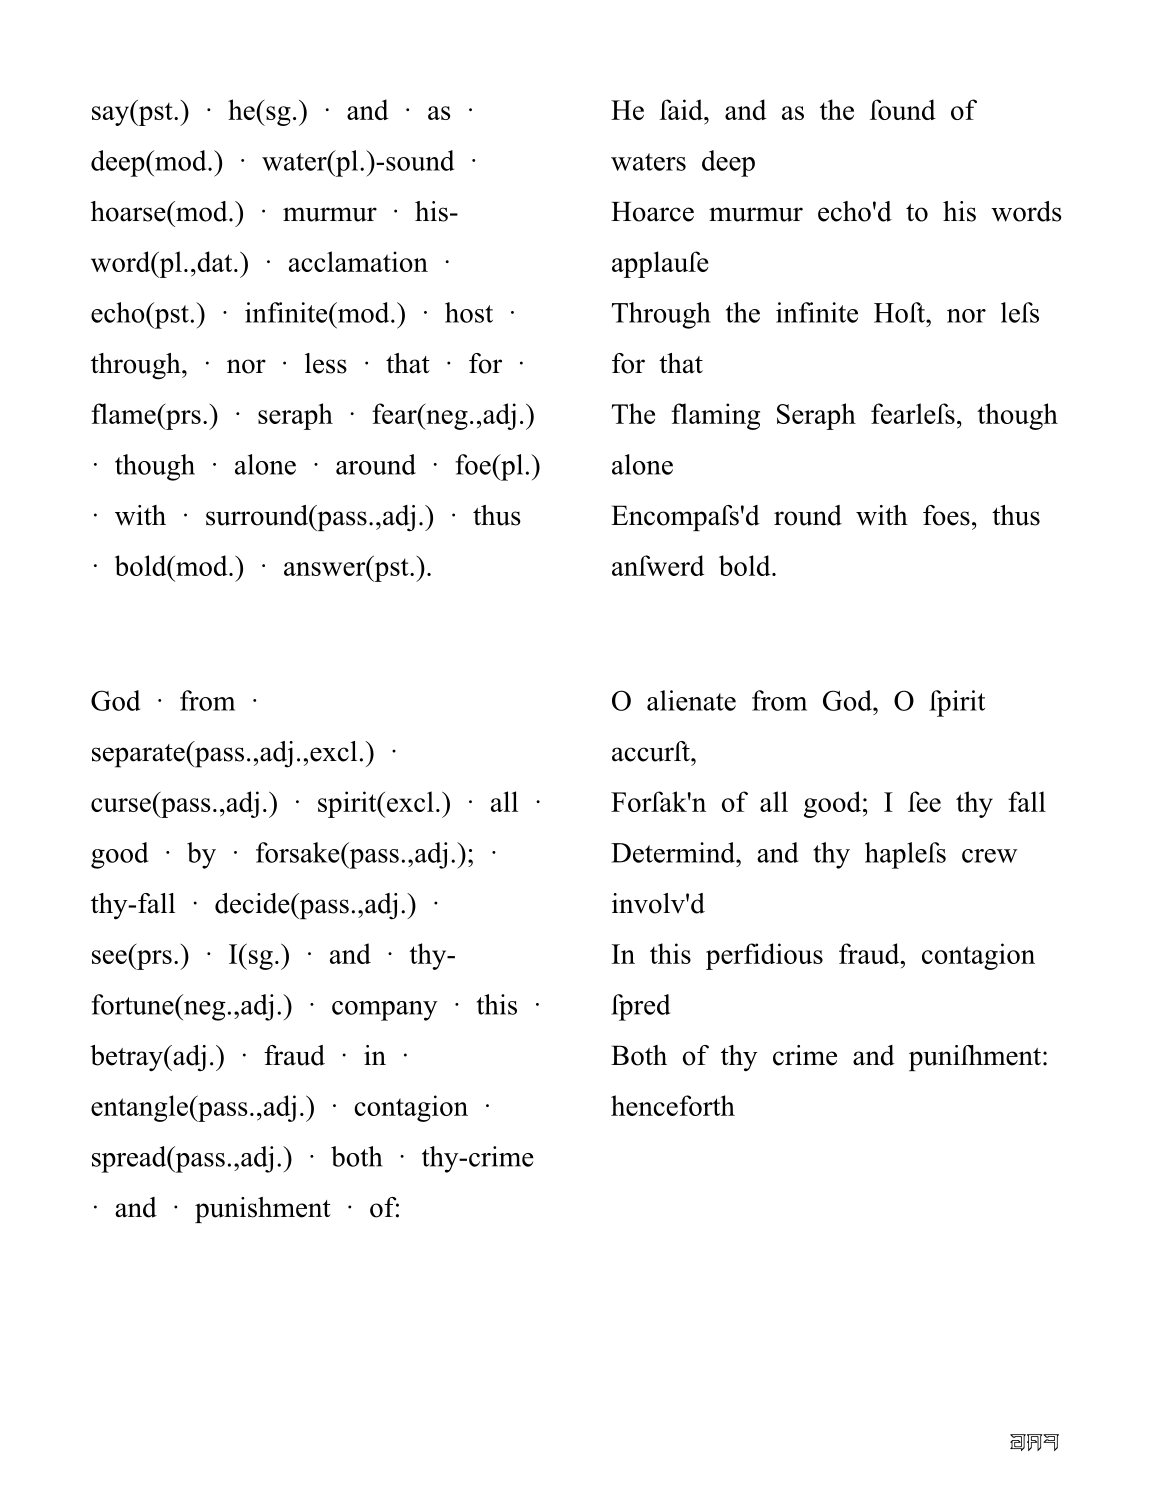 say(pst.) · he(sg.) · and · as ·
deep(mod.) · water(pl.)-sound ·
hoarse(mod.) · murmur · his-
word(pl.,dat.) · acclamation ·
echo(pst.) · infinite(mod.) · host ·
through, · nor · less · that · for ·
flame(prs.) · seraph · fear(neg.,adj.)
· though · alone · around · foe(pl.)
· with · surround(pass.,adj.) · thus
· bold(mod.) · answer(pst.).
He ſaid, and as the ſound of
waters deep
Hoarce murmur echo'd to his words
applauſe
Through the infinite Hoſt, nor leſs
for that
The flaming Seraph fearleſs, though
alone
Encompaſs'd round with foes, thus
anſwerd bold.
God · from ·
separate(pass.,adj.,excl.) ·
curse(pass.,adj.) · spirit(excl.) · all ·
good · by · forsake(pass.,adj.); ·
thy-fall · decide(pass.,adj.) ·
see(prs.) · I(sg.) · and · thy-
fortune(neg.,adj.) · company · this ·
betray(adj.) · fraud · in ·
entangle(pass.,adj.) · contagion ·
spread(pass.,adj.) · both · thy-crime
· and · punishment · of:
O alienate from God, O ſpirit
accurſt,
Forſak'n of all good; I ſee thy fall
Determind, and thy hapleſs crew
involv'd
In this perfidious fraud, contagion
ſpred
Both of thy crime and puniſhment:
henceforth